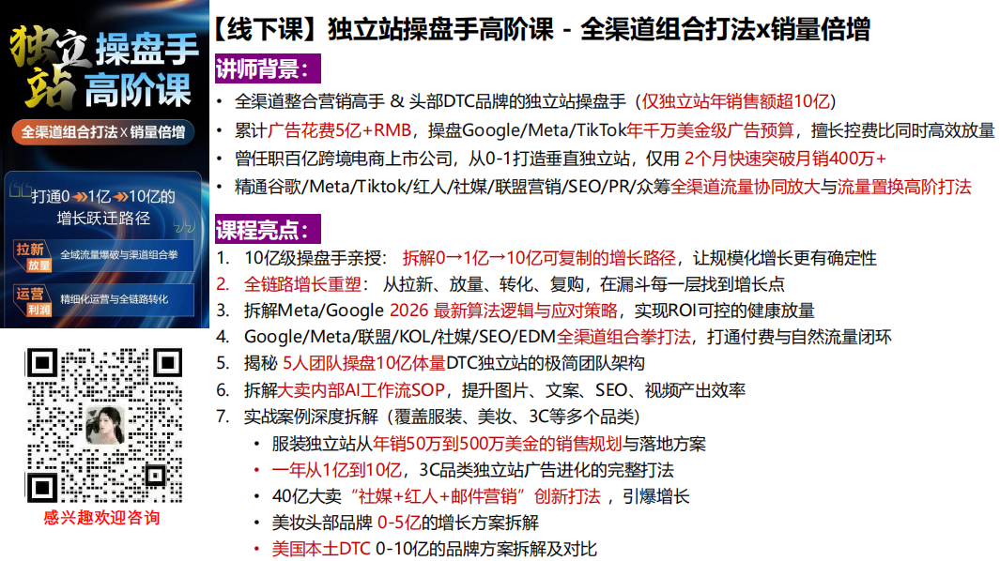 独立站 操盘手
高阶课
全渠道组合打法X销量倍增
打通0→1亿→10亿的
增长跃迁路径
拉新
放量
全域流量爆破与渠道组合拳
运营
利润
精细化运营与全链路转化
感兴趣欢迎咨询
【线下课】独立站操盘手高阶课 - 全渠道组合打法x销量倍增
讲师背景：
• 全渠道整合营销高手 & 头部DTC品牌的独立站操盘手（仅独立站年销售额超10亿）
• 累计广告花费5亿+RMB，操盘Google/Meta/TikTok年千万美金级广告预算，擅长控费比同时高效放量
• 曾任职百亿跨境电商上市公司，从0-1打造垂直独立站，仅用 2个月快速突破月销400万+
• 精通谷歌/Meta/Tiktok/红人/社媒/联盟营销/SEO/PR/众筹全渠道流量协同放大与流量置换高阶打法
课程亮点：
1. 10亿级操盘手亲授： 拆解0→1亿→10亿可复制的增长路径，让规模化增长更有确定性
2. 全链路增长重塑： 从拉新、放量、转化、复购，在漏斗每一层找到增长点
3. 拆解Meta/Google 2026 最新算法逻辑与应对策略，实现ROI可控的健康放量
4. Google/Meta/联盟/KOL/社媒/SEO/EDM全渠道组合拳打法，打通付费与自然流量闭环
5. 揭秘 5人团队操盘10亿体量DTC独立站的极简团队架构
6. 拆解大卖内部AI工作流SOP，提升图片、文案、SEO、视频产出效率
7. 实战案例深度拆解（覆盖服装、美妆、3C等多个品类）
• 服装独立站从年销50万到500万美金的销售规划与落地方案
• 一年从1亿到10亿，3C品类独立站广告进化的完整打法
• 40亿大卖“社媒+红人+邮件营销”创新打法 ，引爆增长
• 美妆头部品牌 0-5亿的增长方案拆解
• 美国本土DTC 0-10亿的品牌方案拆解及对比